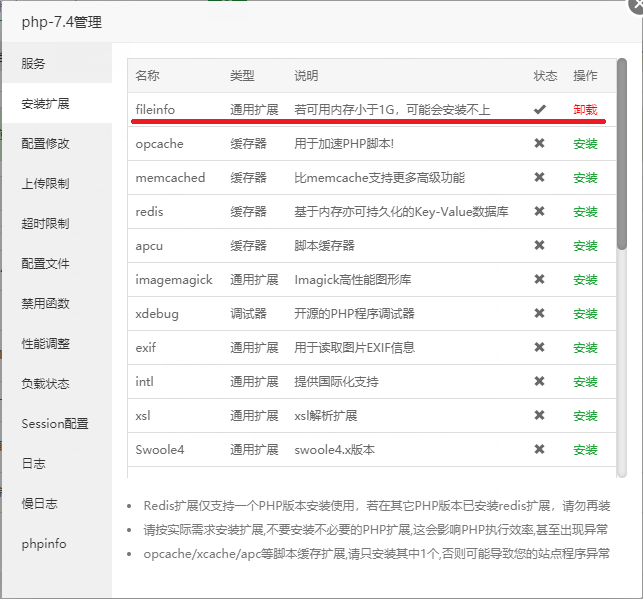 php-7.4管理
服务
安装扩展
配置修改
上传限制
超时限制
配置文件
禁用函数
性能调整
负载状态
Session配置
日志
慢日志
phpinfo
名称 类型 说明 状态 操作
fileinfo 通用扩展 若可用内存小于1G，可能会安装不上 ✔ 卸载
opcache 缓存器 用于加速PHP脚本! ✖ 安装
memcached 缓存器 比memcache支持更多高级功能 ✖ 安装
redis 缓存器 基于内存亦可持久化的Key-Value数据库 ✖ 安装
apcu 缓存器 脚本缓存器 ✖ 安装
imagemagick 通用扩展 Imagick高性能图形库 ✖ 安装
xdebug 调试器 开源的PHP程序调试器 ✖ 安装
exif 通用扩展 用于读取图片EXIF信息 ✖ 安装
intl 通用扩展 提供国际化支持 ✖ 安装
xsl 通用扩展 xsl解析扩展 ✖ 安装
Swoole4 通用扩展 swoole4.x版本 ✖ 安装
• Redis扩展仅支持一个PHP版本安装使用，若在其它PHP版本已安装redis扩展，请勿再装
• 请按实际需求安装扩展,不要安装不必要的PHP扩展,这会影响PHP执行效率,甚至出现异常
• opcache/xcache/apc等脚本缓存扩展,请只安装其中1个,否则可能导致您的站点程序异常